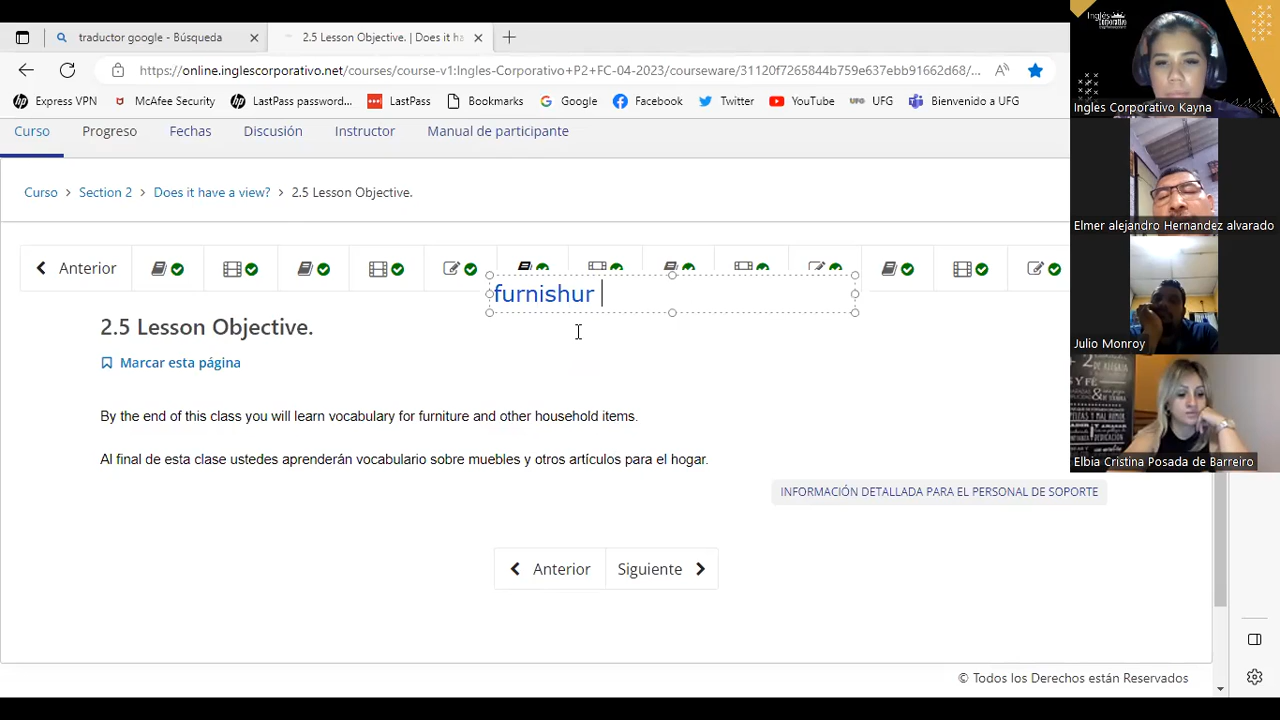 traductor google - Búsqueda
2.5 Lesson Objective. | Does it ha
https://online.inglescorporativo.net/courses/course-v1:Ingles-Corporativo+P2+FC-04-2023/courseware/31120f7265844b759e637ebb91662d68/...
Express VPN
McAfee Security
LastPass password...
LastPass
Bookmarks
Google
Facebook
Twitter
YouTube
UFG
Bienvenido a UFG
Curso
Progreso
Fechas
Discusión
Instructor
Manual de participante
Curso > Section 2 > Does it have a view? > 2.5 Lesson Objective.
Anterior
furnishur
2.5 Lesson Objective.
Marcar esta página
By the end of this class you will learn vocabulary for furniture and other household items.
Al final de esta clase ustedes aprenderán vocabulario sobre muebles y otros artículos para el hogar.
INFORMACIÓN DETALLADA PARA EL PERSONAL DE SOPORTE
Anterior
Siguiente
© Todos los Derechos están Reservados
Inglés
Corporativo
Ingles Corporativo Kayna
Elmer alejandro Hernandez alvarado
Julio Monroy
Elbia Cristina Posada de Barreiro